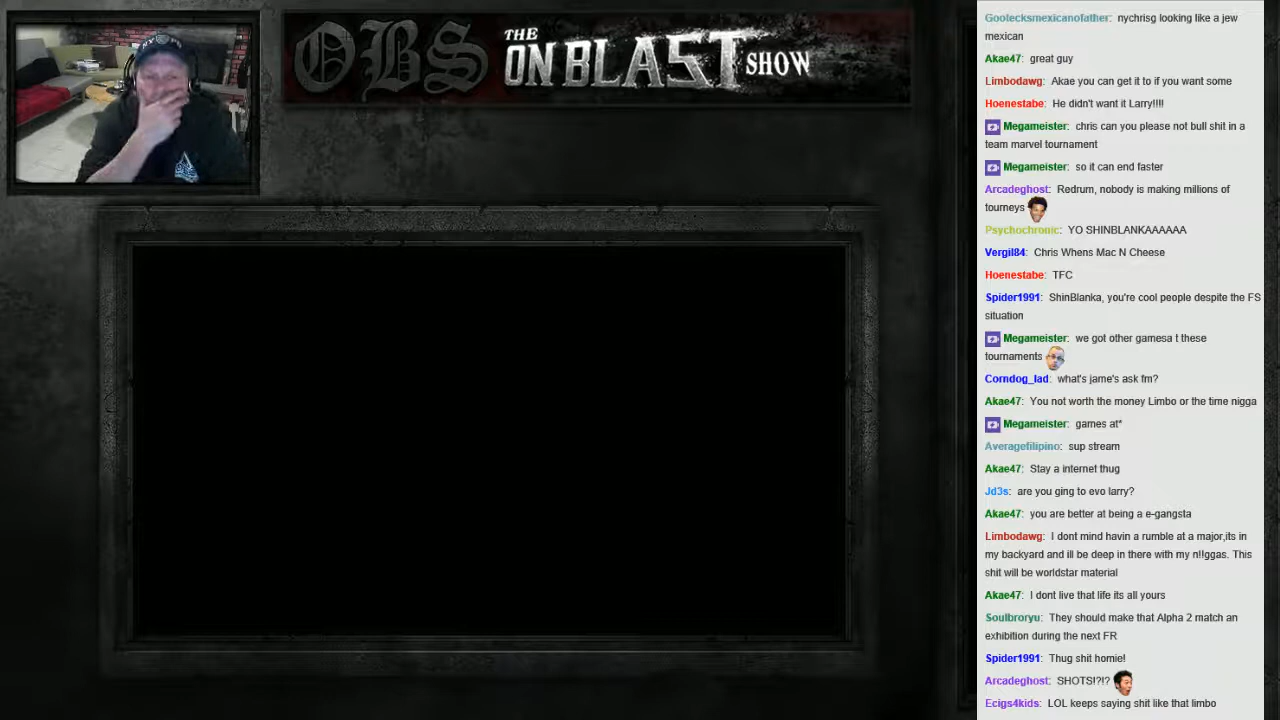 OBS THE ON BLAST SHOW
Gootecksmexicanofather: nychrisg looking like a jew
mexican
Akae47: great guy
Limbodawg: Akae you can get it to if you want some
Hoenestabe: He didn't want it Larry!!!!
Megameister: chris can you please not bull shit in a
team marvel tournament
Megameister: so it can end faster
Arcadeghost: Redrum, nobody is making millions of
tourneys
Psychochronic: YO SHINBLANKAAAAAA
Vergil84: Chris Whens Mac N Cheese
Hoenestabe: TFC
Spider1991: ShinBlanka, you're cool people despite the FS
situation
Megameister: we got other gamesa t these
tournaments
Corndog_lad: what's jame's ask fm?
Akae47: You not worth the money Limbo or the time nigga
Megameister: games at*
Averagefilipino: sup stream
Akae47: Stay a internet thug
Jd3s: are you ging to evo larry?
Akae47: you are better at being a e-gangsta
Limbodawg: I dont mind havin a rumble at a major,its in
my backyard and ill be deep in there with my n!!ggas. This
shit will be worldstar material
Akae47: I dont live that life its all yours
Soulbroryu: They should make that Alpha 2 match an
exhibition during the next FR
Spider1991: Thug shit homie!
Arcadeghost: SHOTS!?!?
Ecigs4kids: LOL keeps saying shit like that limbo